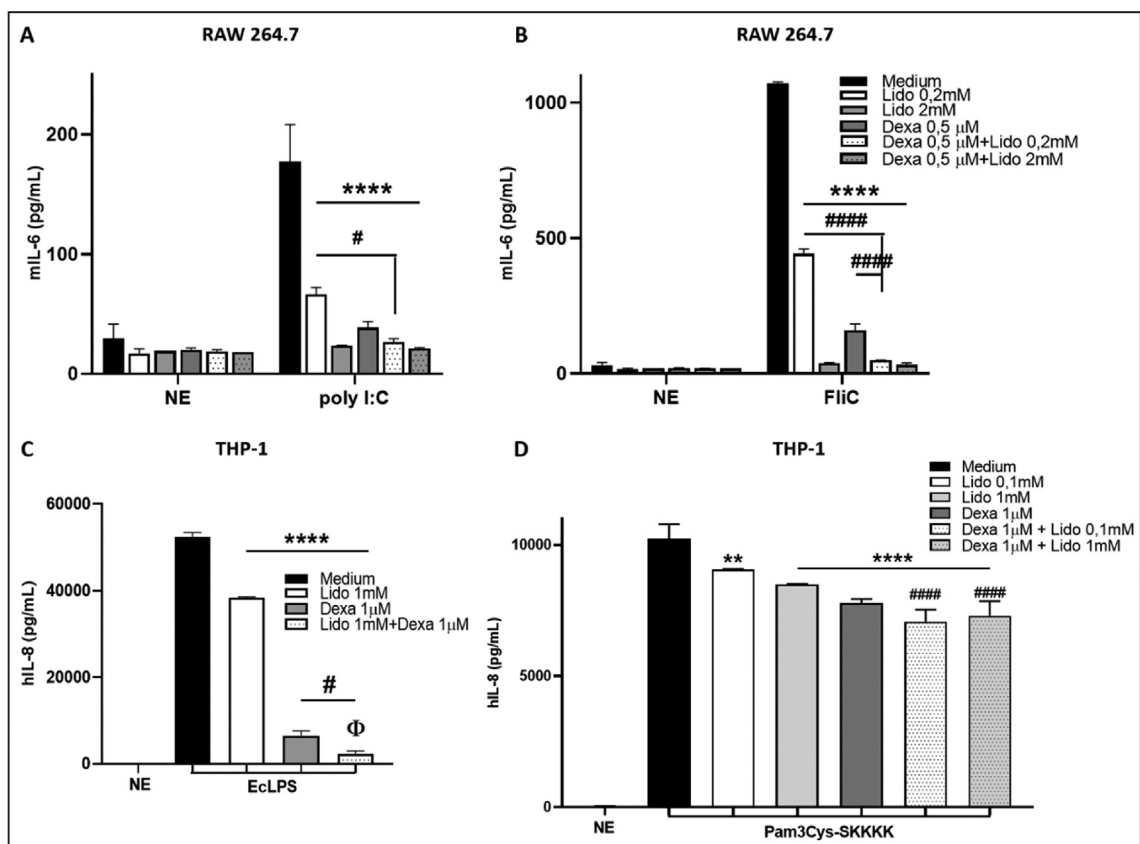 A
RAW 264.7
mIL-6 (pg/mL)
200
100
0
****
#
NE
poly I:C
B
RAW 264.7
mIL-6 (pg/mL)
1000
500
0
Medium
Lido 0,2mM
Lido 2mM
Dexa 0,5 μM
Dexa 0,5 μM+Lido 0,2mM
Dexa 0,5 μM+Lido 2mM
****
####
####
NE
FliC
C
THP-1
hIL-8 (pg/mL)
60000
40000
20000
0
****
Medium
Lido 1mM
Dexa 1μM
Lido 1mM+Dexa 1μM
#
Φ
NE
EcLPS
D
THP-1
hIL-8 (pg/mL)
10000
5000
0
Medium
Lido 0,1mM
Lido 1mM
Dexa 1μM
Dexa 1μM + Lido 0,1mM
Dexa 1μM + Lido 1mM
**
****
####
####
NE
Pam3Cys-SKKKK